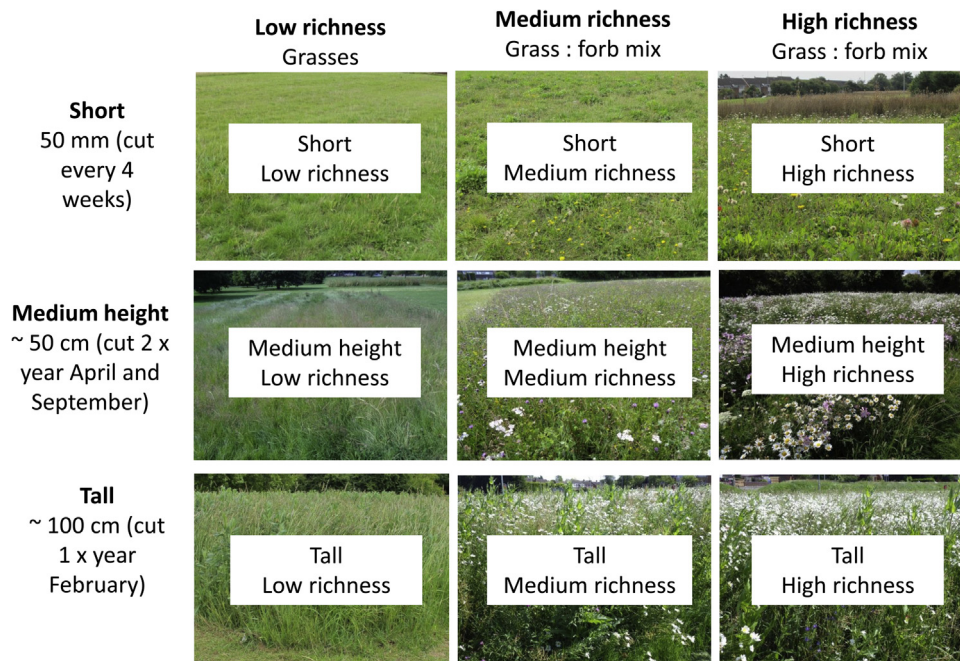 Low richness
Grasses
Medium richness
Grass : forb mix
High richness
Grass : forb mix
Short
50 mm (cut
every 4
weeks)
Short
Low richness
Short
Medium richness
Short
High richness
Medium height
~ 50 cm (cut 2 x
year April and
September)
Medium height
Low richness
Medium height
Medium richness
Medium height
High richness
Tall
~ 100 cm (cut
1 x year
February)
Tall
Low richness
Tall
Medium richness
Tall
High richness